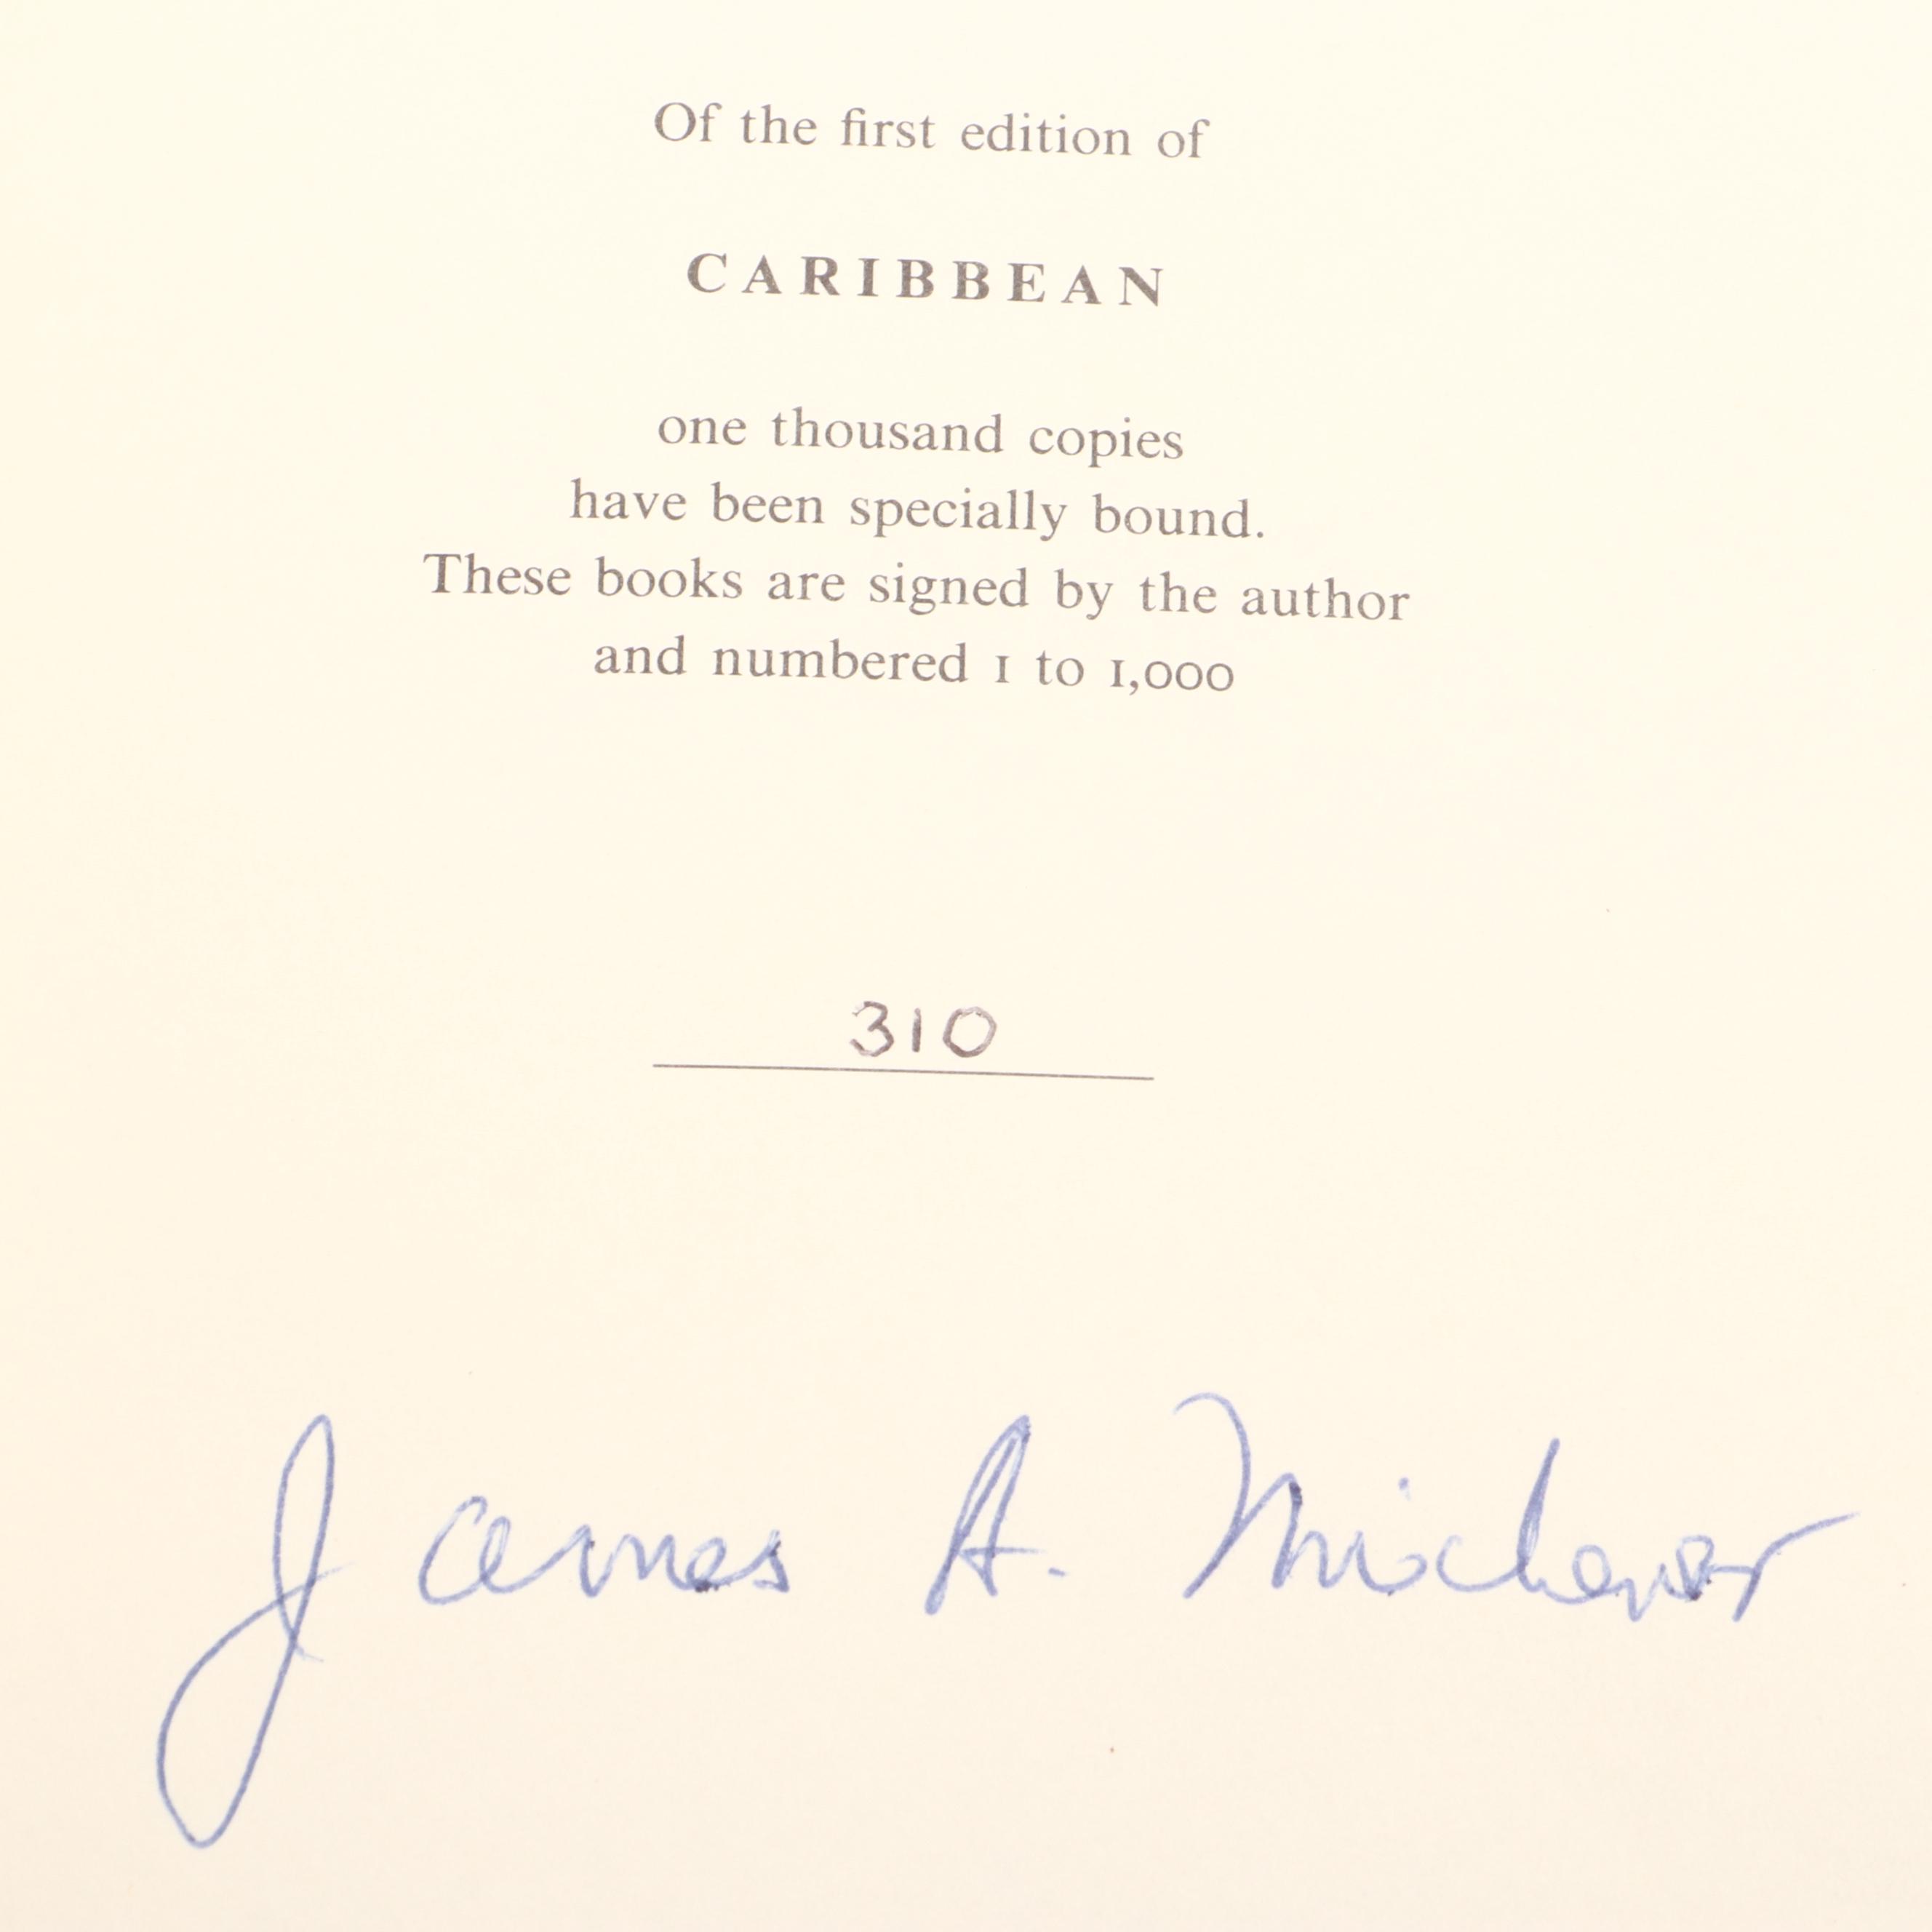 Of the first edition of
CARIBBEAN
one thousand copies
have been specially bound.
These books are signed by the author
and numbered 1 to 1,000
310
James A. Michener